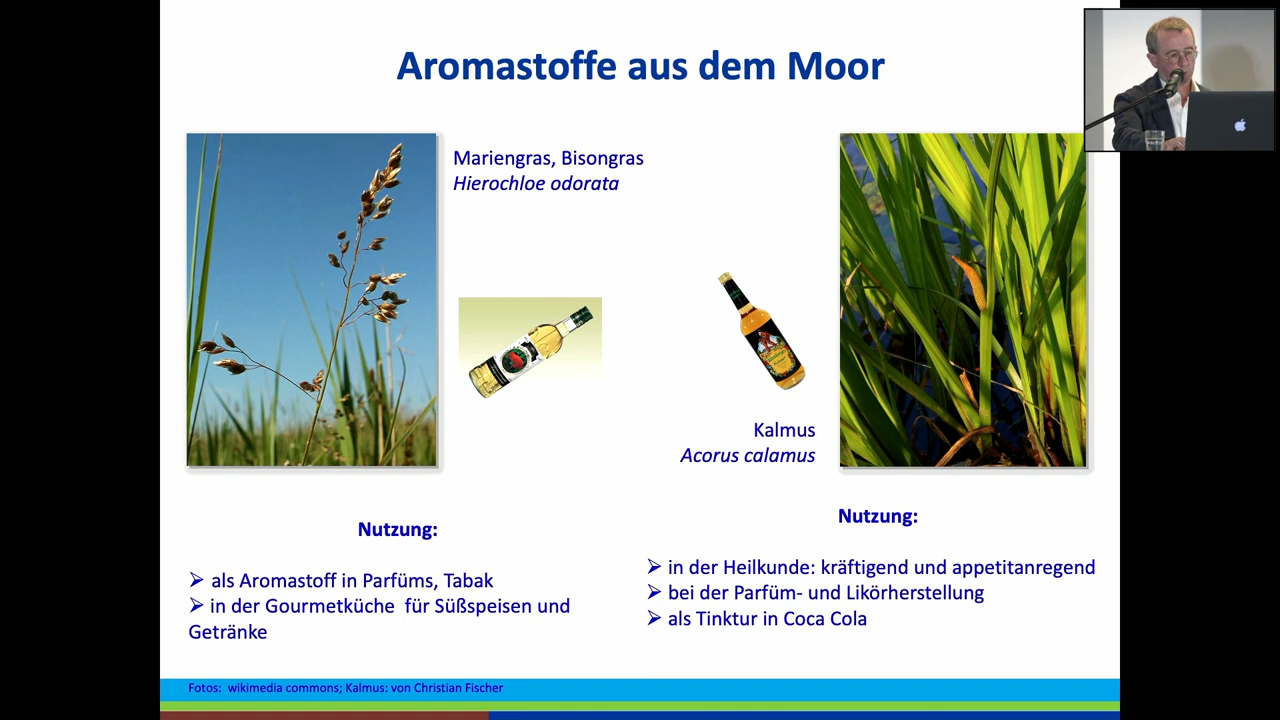 Aromastoffe aus dem Moor
Mariengras, Bisongras
Hierochloe odorata
Kalmus
Acorus calamus
Nutzung:
➢ als Aromastoff in Parfüms, Tabak
➢ in der Gourmetküche für Süßspeisen und
Getränke
Nutzung:
➢ in der Heilkunde: kräftigend und appetitanregend
➢ bei der Parfüm- und Likörherstellung
➢ als Tinktur in Coca Cola
Fotos: wikimedia commons; Kalmus: von Christian Fischer